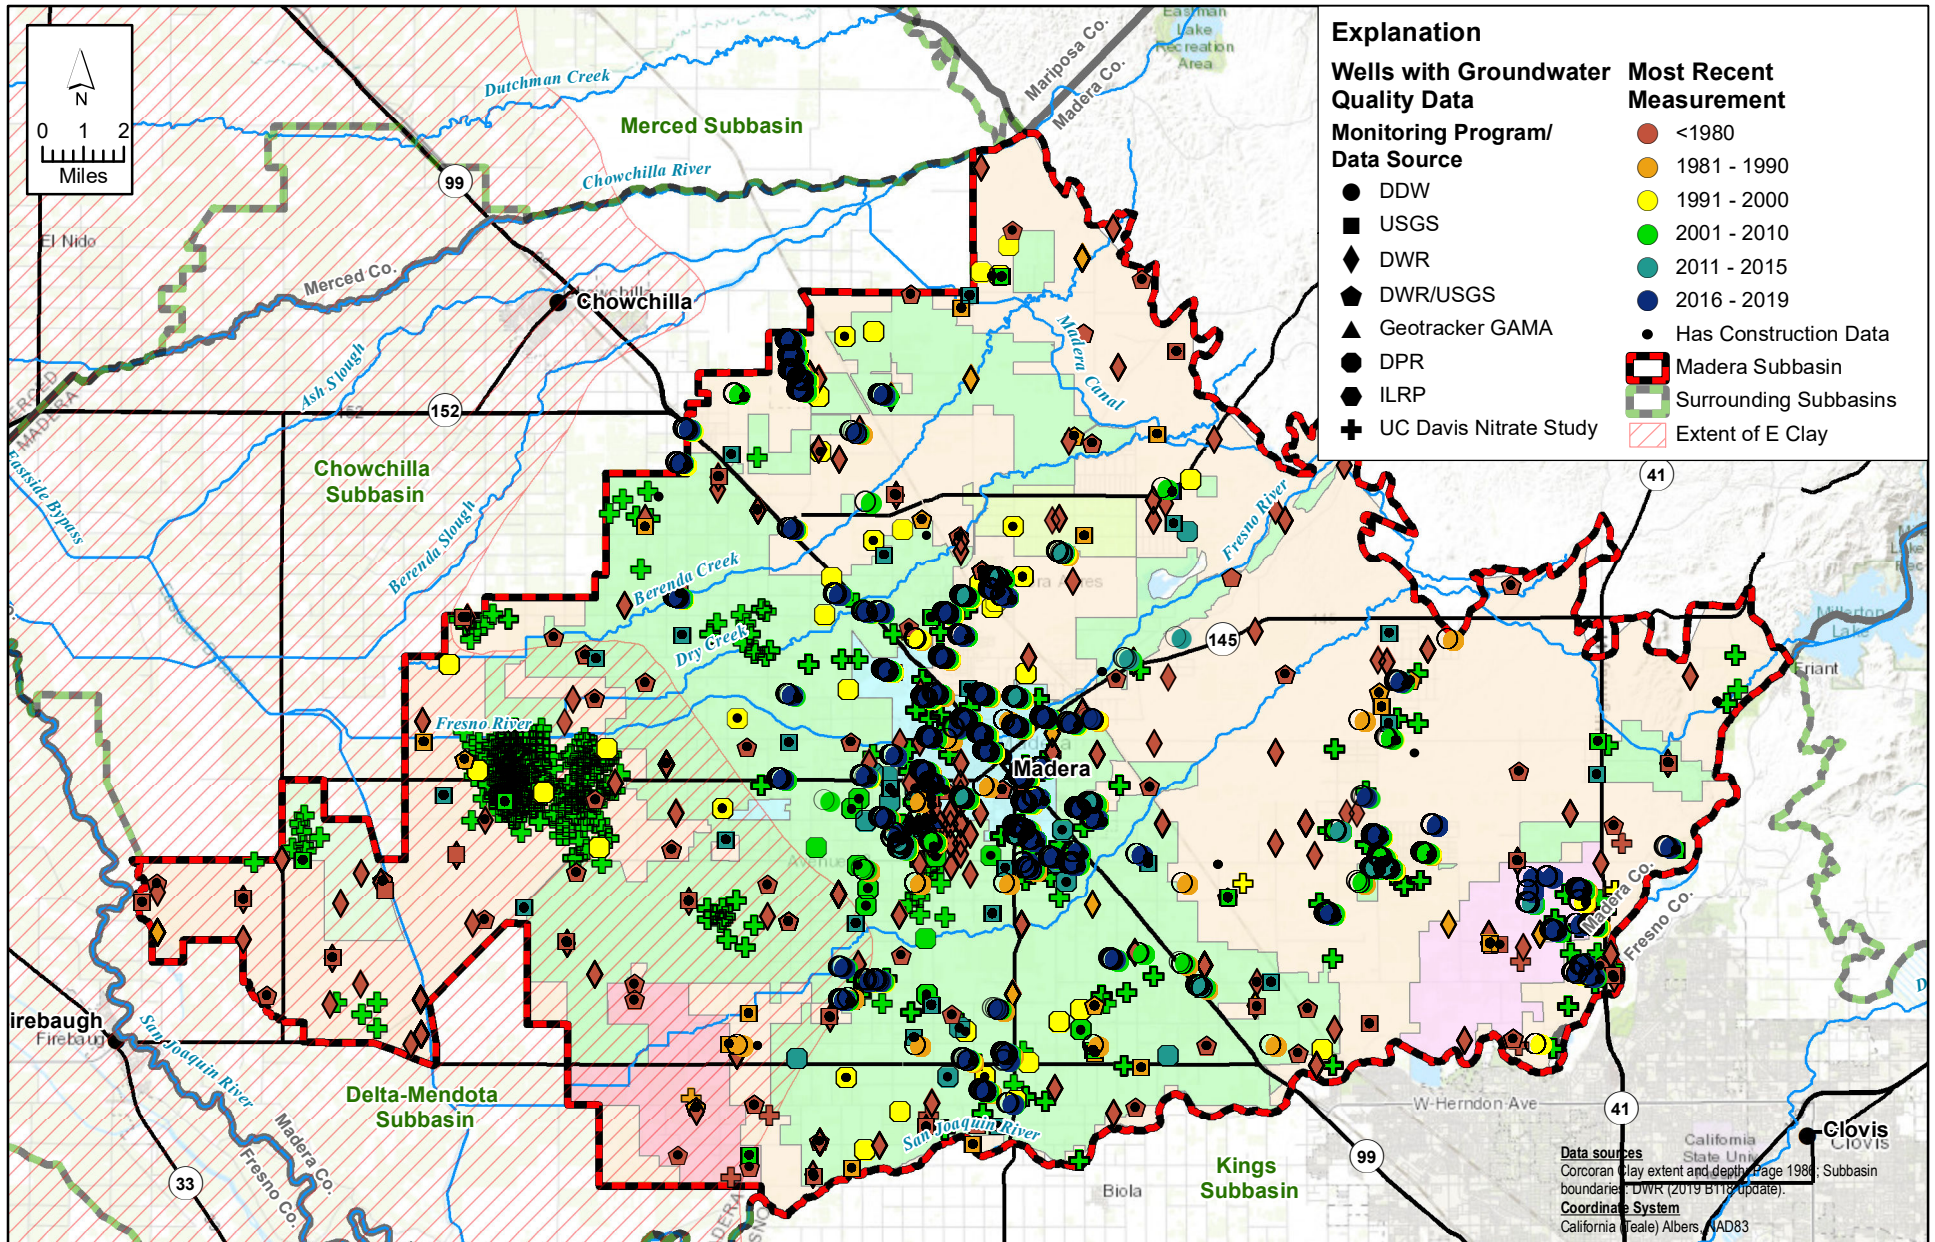 N
0 1 2
Miles
Explanation
Wells with Groundwater
Quality Data
Monitoring Program/
Data Source
DDW
USGS
DWR
DWR/USGS
Geotracker GAMA
DPR
ILRP
UC Davis Nitrate Study
Most Recent
Measurement
<1980
1981 - 1990
1991 - 2000
2001 - 2010
2011 - 2015
2016 - 2019
Has Construction Data
Madera Subbasin
Surrounding Subbasins
Extent of E Clay
Eastman
Lake
Recreation
Area
Mariposa Co.
Madera Co.
Dutchman Creek
Merced Subbasin
Chowchilla River
99
El Nido
Merced Co.
Chowchilla
Ash Slough
Madera Canal
152
MADERA
Chowchilla
Subbasin
Eastside Bypass
Berenda Slough
Berenda Creek
Dry Creek
Fresno River
41
145
Millerton
Lake
Friant
Fresno River
Madera
Avenue
Madera Co.
Fresno Co.
irebaugh
Firebaug
San Joaquin River
Delta-Mendota
Subbasin
Madera Co.
Fresno Co.
33
San Joaquin River
Kings
Subbasin
Biola
99
W Herndon Ave
41
California
State Univ
Clovis
Clovis
Data sources
Corcoran Clay extent and depth: Page 1986; Subbasin
boundaries: DWR (2019 B118 update).
Coordinate System
California (Teale) Albers, NAD83